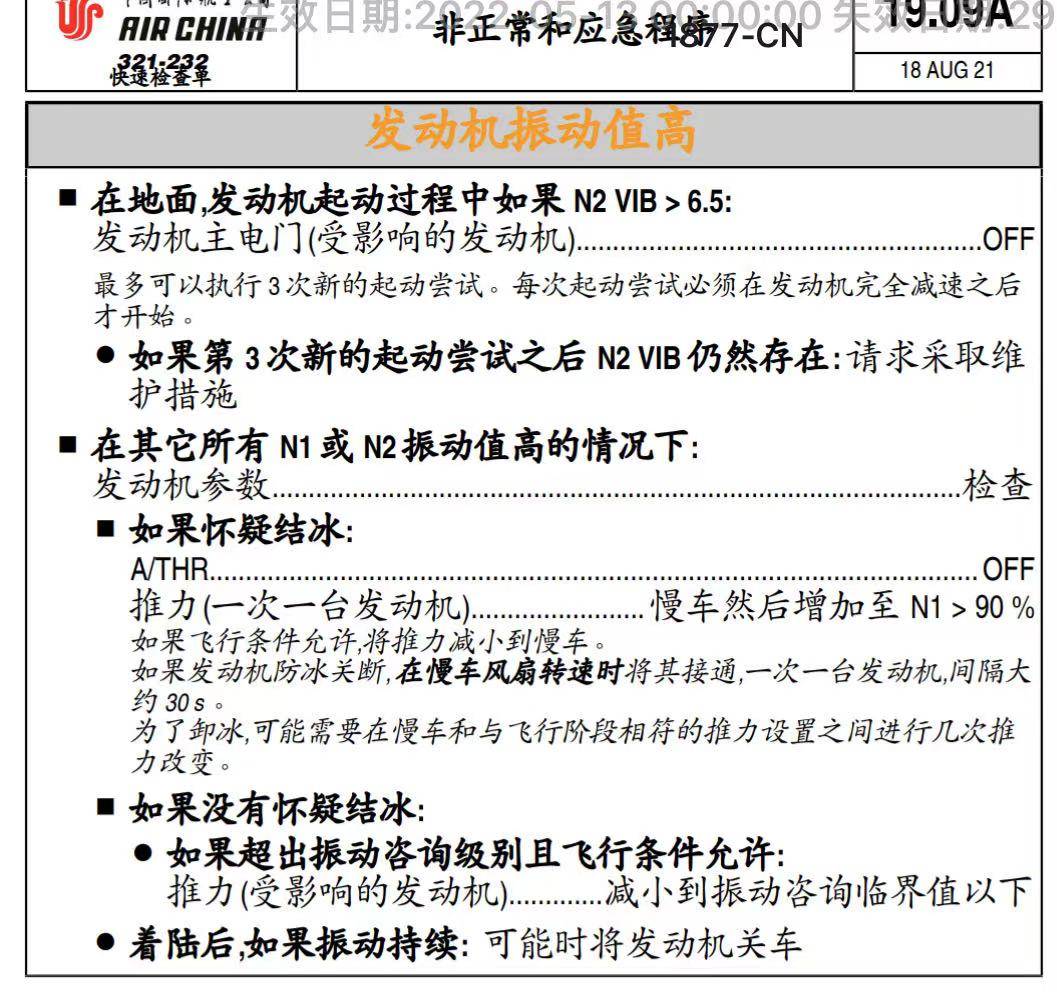 生效日期:2022-05-13 00:00:00 失效日期:29
AIR CHINA
321-232
快速检查单
非正常和应急程序
4877-CN
19.09A
18 AUG 21
发动机振动值高
■ 在地面,发动机起动过程中如果 N2 VIB > 6.5:
发动机主电门(受影响的发动机)........................................................OFF
最多可以执行 3 次新的起动尝试。每次起动尝试必须在发动机完全减速之后
才开始。
● 如果第 3 次新的起动尝试之后 N2 VIB 仍然存在: 请求采取维
护措施
■ 在其它所有 N1 或 N2 振动值高的情况下:
发动机参数................................................................................................检查
■ 如果怀疑结冰:
A/THR.......................................................................................................... OFF
推力(一次一台发动机)........................ 慢车然后增加至 N1 > 90 %
如果飞行条件允许,将推力减小到慢车。
如果发动机防冰关断,在慢车风扇转速时将其接通,一次一台发动机,间隔大
约 30 s。
为了卸冰,可能需要在慢车和与飞行阶段相符的推力设置之间进行几次推
力改变。
■ 如果没有怀疑结冰:
● 如果超出振动咨询级别且飞行条件允许:
推力(受影响的发动机).............减小到振动咨询临界值以下
● 着陆后,如果振动持续: 可能时将发动机关车